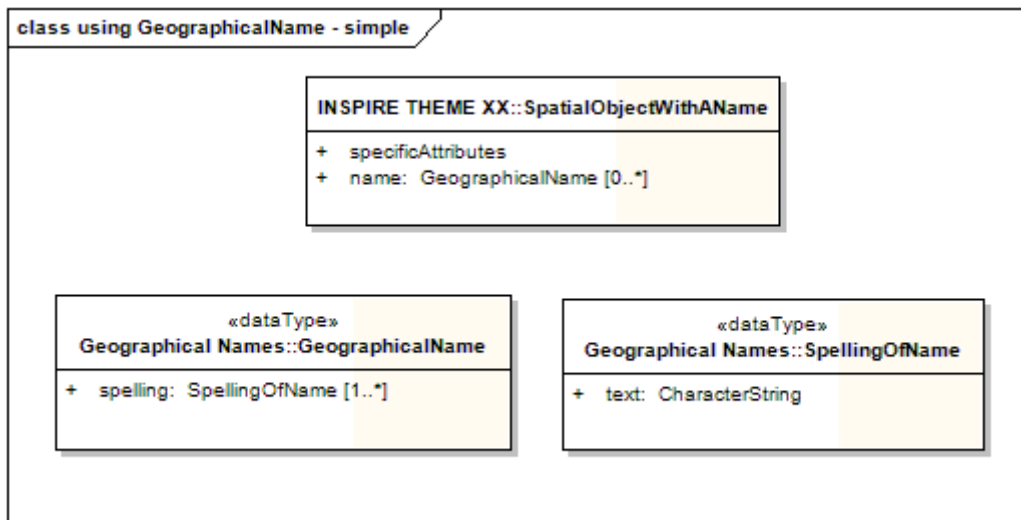 class using GeographicalName - simple
INSPIRE THEME XX::SpatialObjectWithAName
+ specificAttributes
+ name: GeographicalName [0..*]
«dataType»
Geographical Names::GeographicalName
+ spelling: SpellingOfName [1..*]
«dataType»
Geographical Names::SpellingOfName
+ text: CharacterString